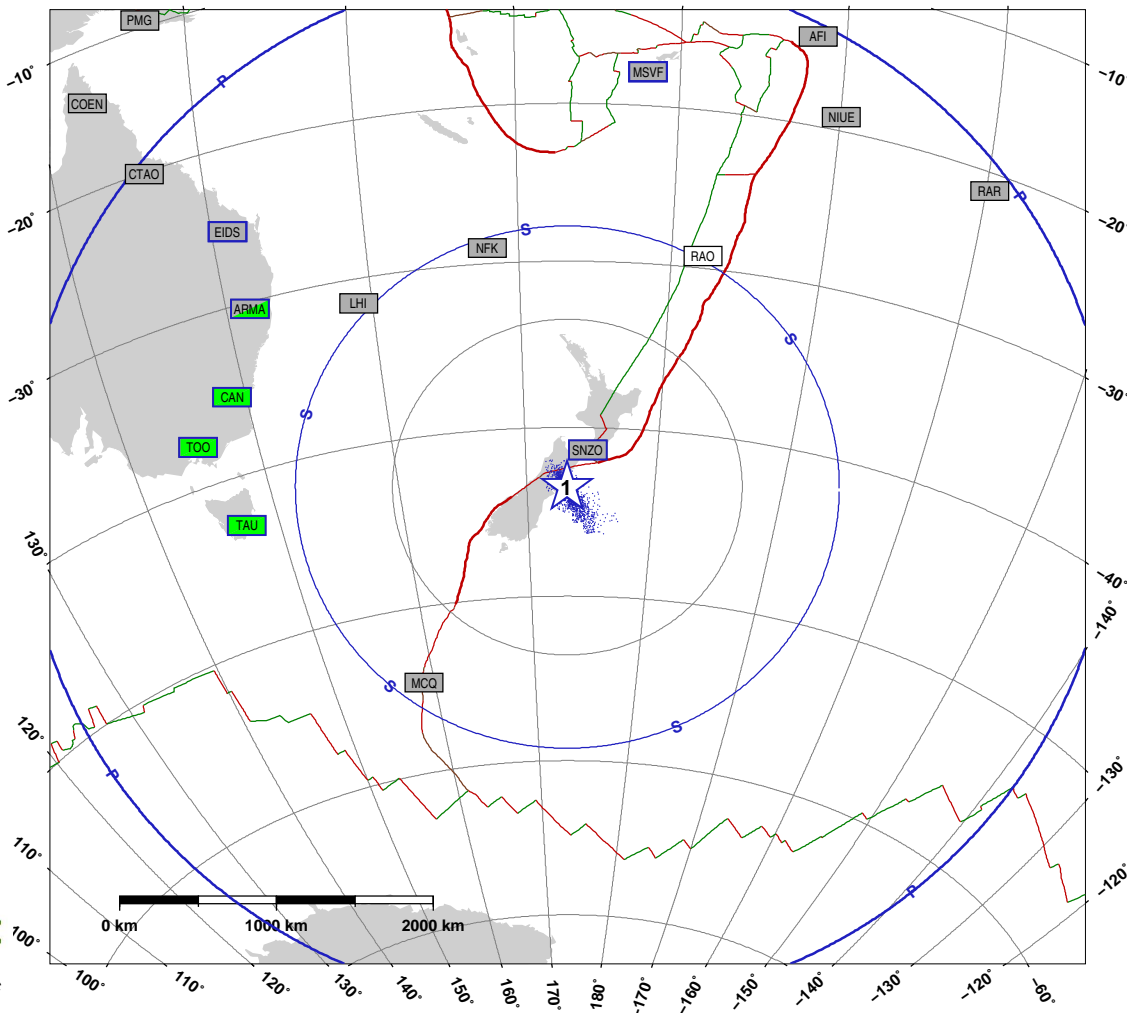 PMG
AFI
−10°
P
MSVF
−10°
COEN
NIUE
CTAO
RAR
P
−20°
EIDS
S
−20°
NFK
RAO
LHI
ARMA
S
−30°
−30°
CAN
S
TOO
SNZO
1
TAU
130°
−40°
−140°
MCQ
S
S
120°
P
−130°
110°
−120°
P
0 km
1000 km
2000 km
100°
100°
110°
120°
130°
140°
150°
160°
170°
180°
−170°
−160°
−150°
−140°
−130°
−120°
−60°